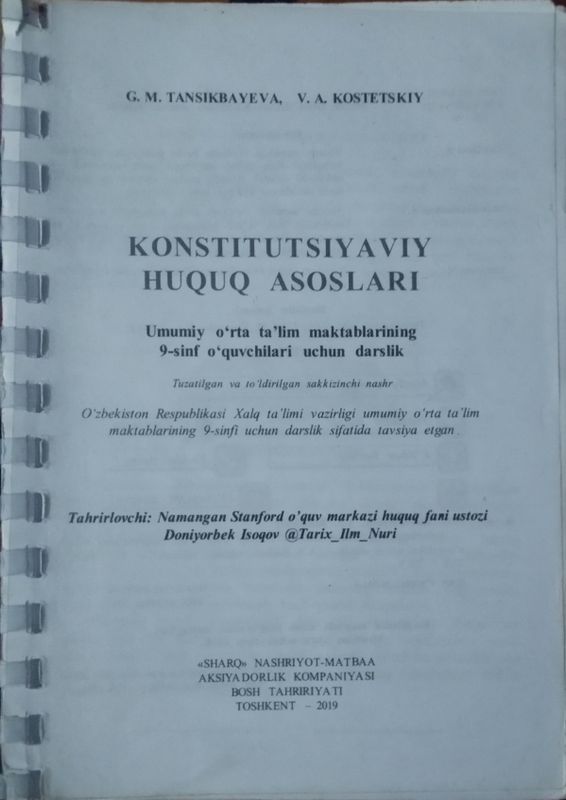 G. M. TANSIKBAYEVA, V. A. KOSTETSKIY
KONSTITUTSIYAVIY
HUQUQ ASOSLARI
Umumiy o‘rta ta’lim maktablarining
9-sinf o‘quvchilari uchun darslik
Tuzatilgan va to‘ldirilgan sakkizinchi nashr
O‘zbekiston Respublikasi Xalq ta’limi vazirligi umumiy o‘rta ta’lim
maktablarining 9-sinfi uchun darslik sifatida tavsiya etgan.
Tahrirlovchi: Namangan Stanford o’quv markazi huquq fani ustozi
Doniyorbek Isoqov @Tarix_Ilm_Nuri
«SHARQ» NASHRIYOT-MATBAA
AKSIYADORLIK KOMPANIYASI
BOSH TAHRIRIYATI
TOSHKENT – 2019